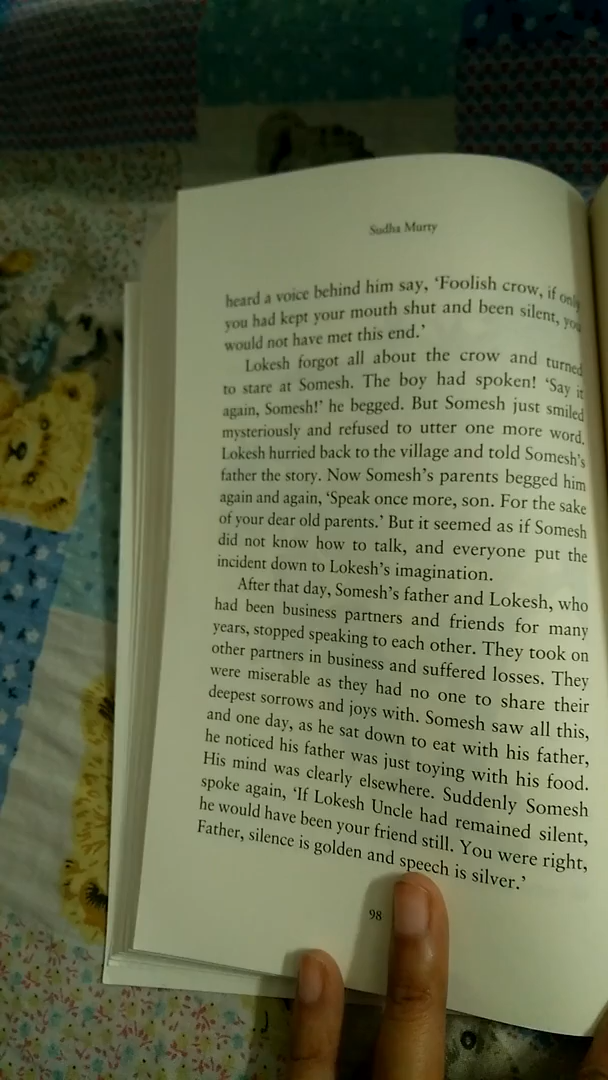 Sudha Murty
heard a voice behind him say, ‘Foolish crow, if only
you had kept your mouth shut and been silent, you
would not have met this end.’
Lokesh forgot all about the crow and turned
to stare at Somesh. The boy had spoken! ‘Say it
again, Somesh!’ he begged. But Somesh just smiled
mysteriously and refused to utter one more word.
Lokesh hurried back to the village and told Somesh’s
father the story. Now Somesh’s parents begged him
again and again, ‘Speak once more, son. For the sake
of your dear old parents.’ But it seemed as if Somesh
did not know how to talk, and everyone put the
incident down to Lokesh’s imagination.
After that day, Somesh’s father and Lokesh, who
had been business partners and friends for many
years, stopped speaking to each other. They took on
other partners in business and suffered losses. They
were miserable as they had no one to share their
deepest sorrows and joys with. Somesh saw all this,
and one day, as he sat down to eat with his father,
he noticed his father was just toying with his food.
His mind was clearly elsewhere. Suddenly Somesh
spoke again, ‘If Lokesh Uncle had remained silent,
he would have been your friend still. You were right,
Father, silence is golden and speech is silver.’
98